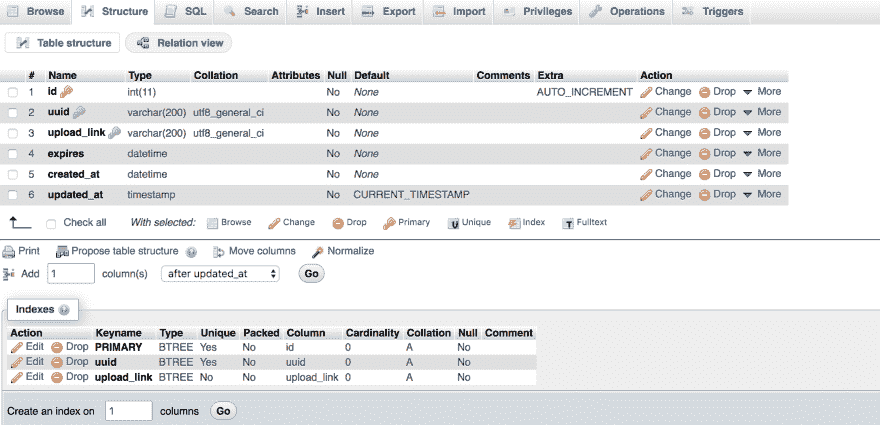 Browse Structure SQL Search Insert Export Import Privileges Operations Triggers
Table structure Relation view
# Name Type Collation Attributes Null Default Comments Extra Action
1 id int(11) No None AUTO_INCREMENT Change Drop More
2 uuid varchar(200) utf8_general_ci No None Change Drop More
3 upload_link varchar(200) utf8_general_ci No None Change Drop More
4 expires datetime No None Change Drop More
5 created_at datetime No None Change Drop More
6 updated_at timestamp No CURRENT_TIMESTAMP Change Drop More
Check all With selected: Browse Change Drop Primary Unique Index Fulltext
Print Propose table structure Move columns Normalize
Add 1 column(s) after updated_at Go
Indexes
Action Keyname Type Unique Packed Column Cardinality Collation Null Comment
Edit Drop PRIMARY BTREE Yes No id 0 A No
Edit Drop uuid BTREE Yes No uuid 0 A No
Edit Drop upload_link BTREE No No upload_link 0 A No
Create an index on 1 columns Go